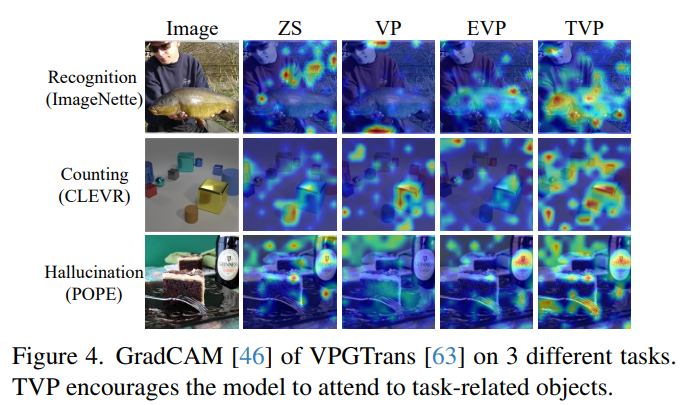 Image ZS VP EVP TVP
Recognition
(ImageNette)
Counting
(CLEVR)
Hallucination
(POPE)
Figure 4. GradCAM [46] of VPGTrans [63] on 3 different tasks.
TVP encourages the model to attend to task-related objects.